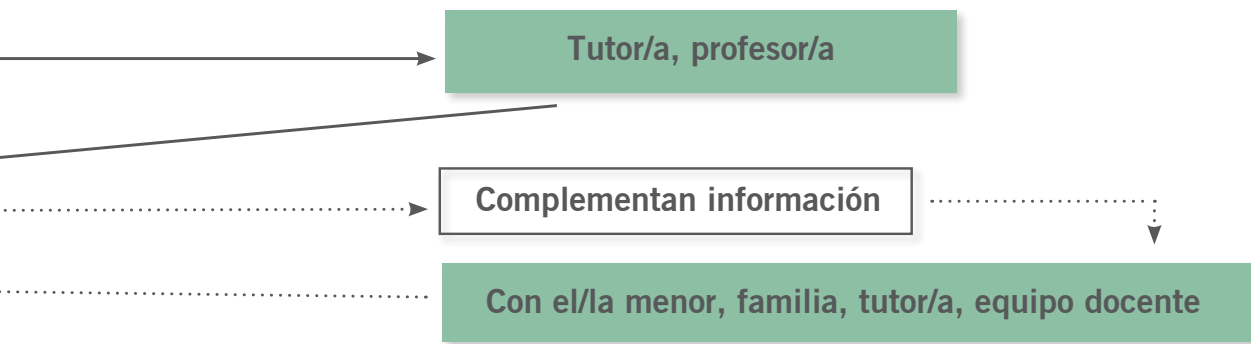 Tutor/a, profesor/a
Complementan información
Con el/la menor, familia, tutor/a, equipo docente